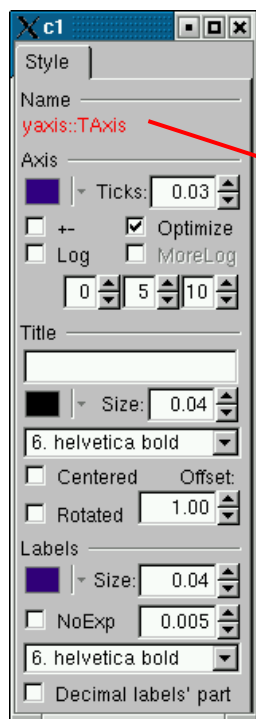 c1
Style
Name
yaxis::TAxis
Axis
Ticks: 0.03
+- Optimize
Log MoreLog
0 5 10
Title
Size: 0.04
6. helvetica bold
Centered Offset:
Rotated 1.00
Labels
Size: 0.04
NoExp 0.005
6. helvetica bold
Decimal labels' part